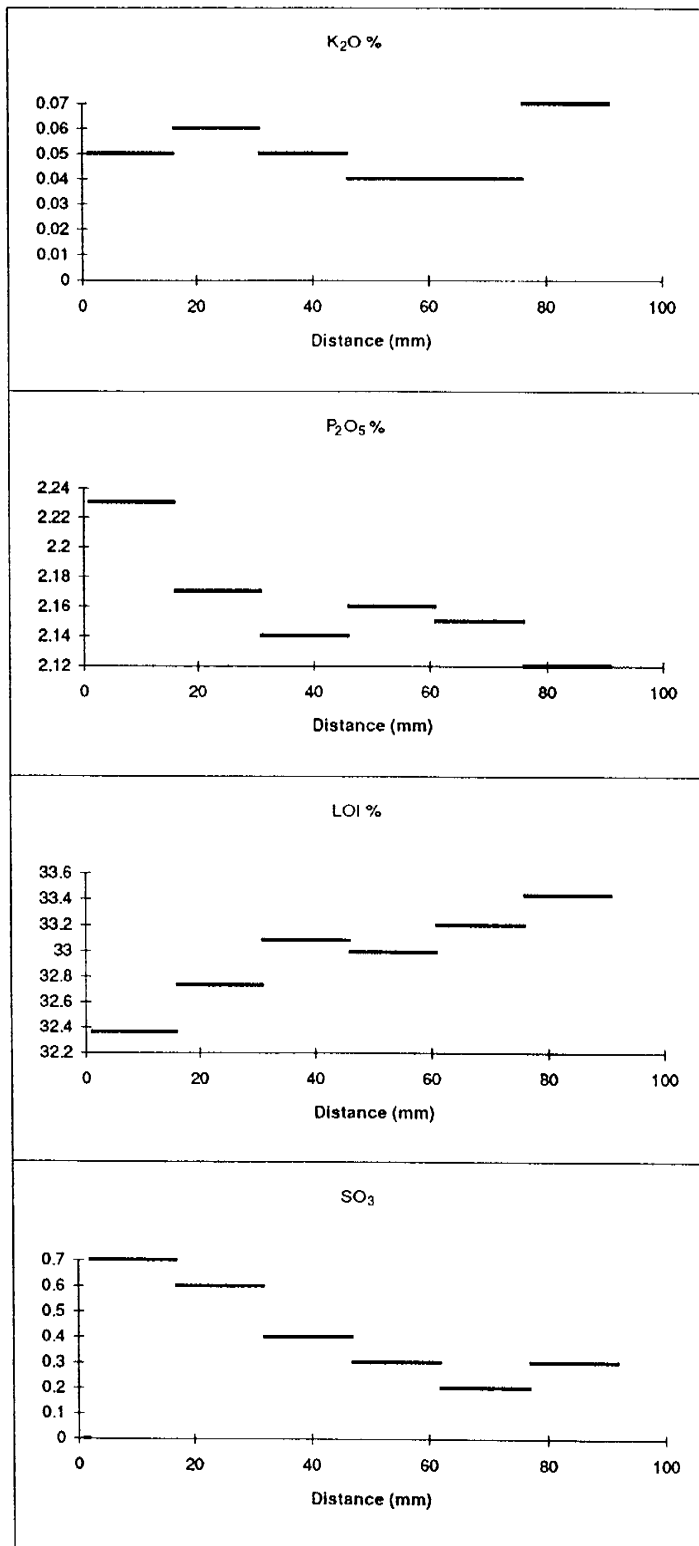 K₂O %
0.07
0.06
0.05
0.04
0.03
0.02
0.01
0
0 20 40 60 80 100
Distance (mm)
P₂O₅ %
2.24
2.22
2.2
2.18
2.16
2.14
2.12
0 20 40 60 80 100
Distance (mm)
LOI %
33.6
33.4
33.2
33
32.8
32.6
32.4
32.2
0 20 40 60 80 100
Distance (mm)
SO₃
0.7
0.6
0.5
0.4
0.3
0.2
0.1
0
0 20 40 60 80 100
Distance (mm)